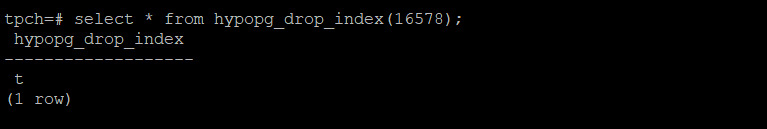 tpch=# select * from hypopg_drop_index(16578);
 hypopg_drop_index
-------------------
 t
(1 row)